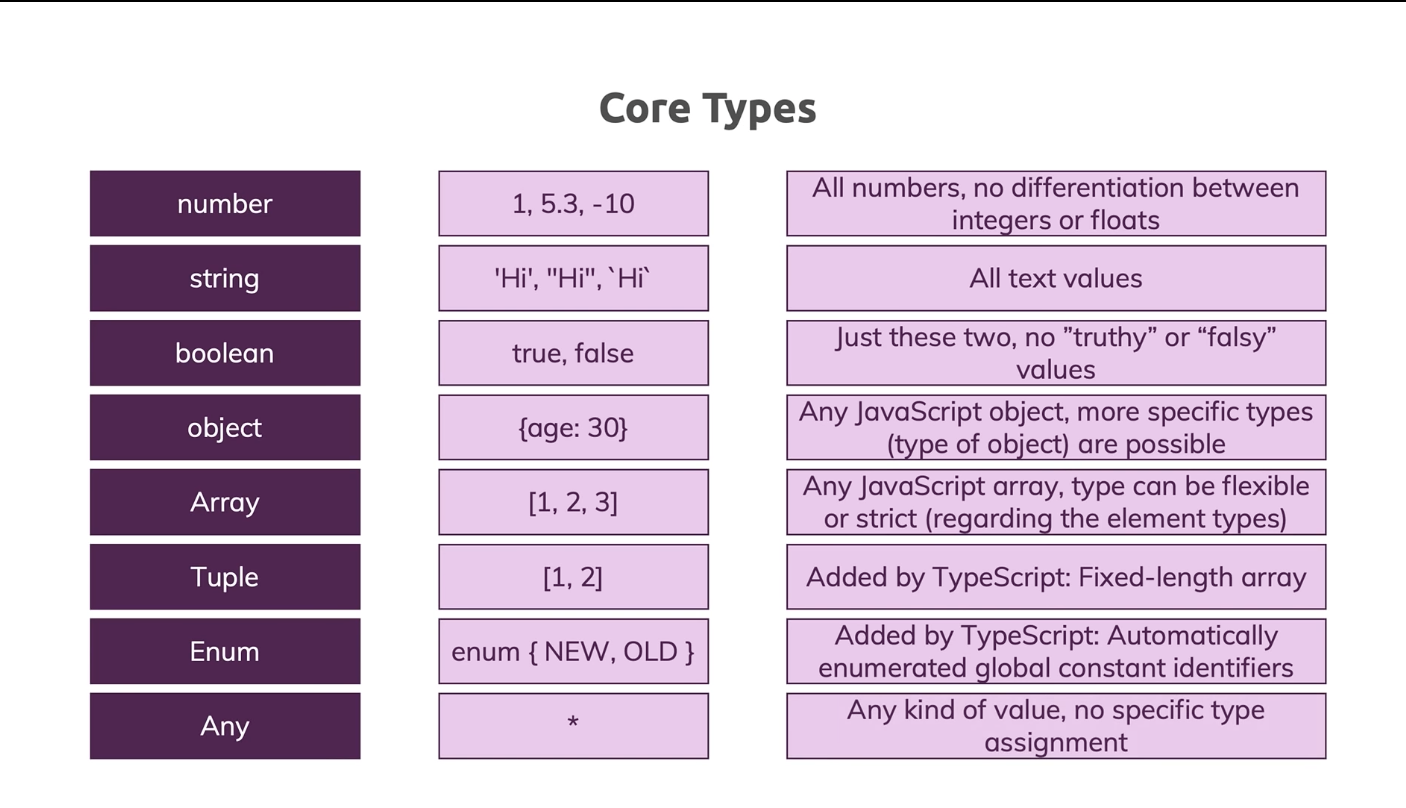 Core Types
number
1, 5.3, -10
All numbers, no differentiation between
integers or floats
string
'Hi', "Hi", `Hi`
All text values
boolean
true, false
Just these two, no ”truthy” or “falsy”
values
object
{age: 30}
Any JavaScript object, more specific types
(type of object) are possible
Array
[1, 2, 3]
Any JavaScript array, type can be flexible
or strict (regarding the element types)
Tuple
[1, 2]
Added by TypeScript: Fixed-length array
Enum
enum { NEW, OLD }
Added by TypeScript: Automatically
enumerated global constant identifiers
Any
*
Any kind of value, no specific type
assignment